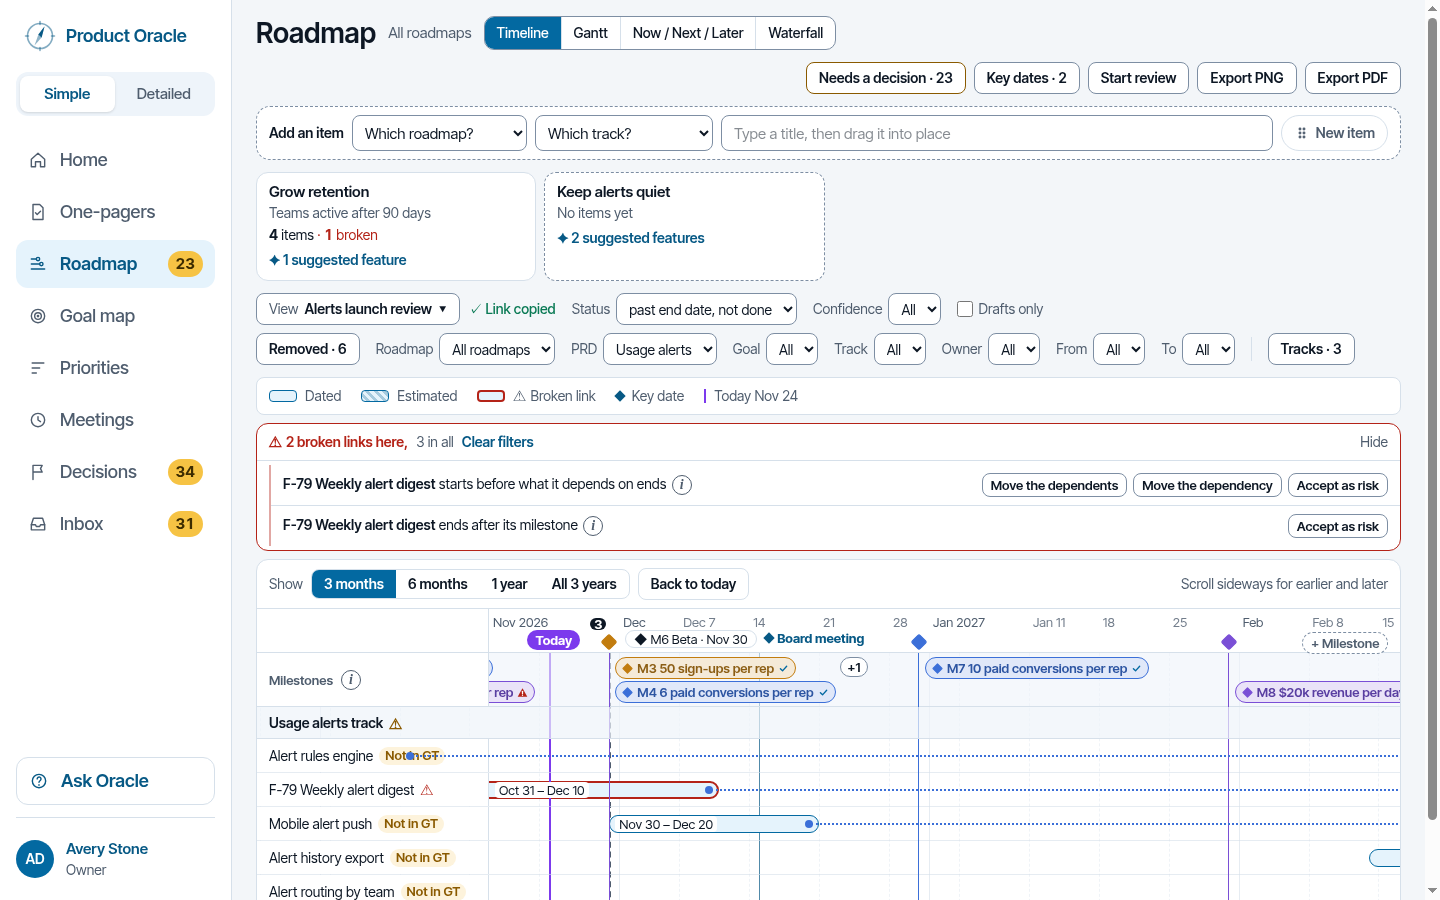 Product Oracle
Simple
Detailed
Home
One-pagers
Roadmap 23
Goal map
Priorities
Meetings
Decisions 34
Inbox 31
Ask Oracle
AD
Avery Stone
Owner
Roadmap All roadmaps Timeline Gantt Now / Next / Later Waterfall
Needs a decision · 23 Key dates · 2 Start review Export PNG Export PDF
Add an item Which roadmap? Which track? Type a title, then drag it into place New item
Grow retention
Teams active after 90 days
4 items · 1 broken
✦ 1 suggested feature
Keep alerts quiet
No items yet
✦ 2 suggested features
View Alerts launch review ▾ ✓ Link copied Status past end date, not done Confidence All Drafts only
Removed · 6 Roadmap All roadmaps PRD Usage alerts Goal All Track All Owner All From All To All Tracks · 3
Dated Estimated ⚠ Broken link ◆ Key date Today Nov 24
⚠ 2 broken links here, 3 in all Clear filters Hide
F-79 Weekly alert digest starts before what it depends on ends i Move the dependents Move the dependency Accept as risk
F-79 Weekly alert digest ends after its milestone i Accept as risk
Show 3 months 6 months 1 year All 3 years Back to today Scroll sideways for earlier and later
Nov 2026 3 Dec Dec 7 14 21 28 Jan 2027 Jan 11 18 25 Feb Feb 8 15
Today ◆ M6 Beta · Nov 30 ◆ Board meeting + Milestone
Milestones i
◆ M3 50 sign-ups per rep ✓ +1 ◆ M7 10 paid conversions per rep ✓
rep ⚠ ◆ M4 6 paid conversions per rep ✓ ◆ M8 $20k revenue per day
Usage alerts track ⚠
Alert rules engine Not in GT
F-79 Weekly alert digest ⚠ Oct 31 – Dec 10
Mobile alert push Not in GT Nov 30 – Dec 20
Alert history export Not in GT
Alert routing by team Not in GT